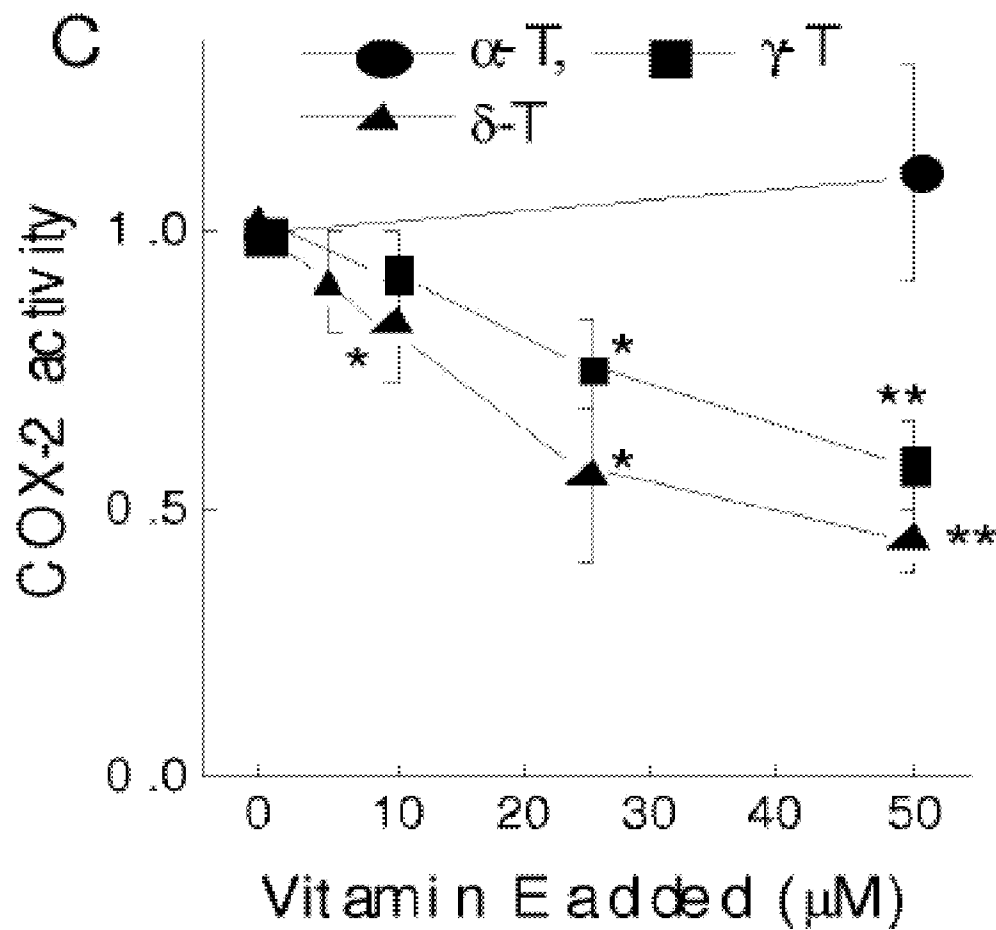 C
α-T, γ-T
δ-T
COX-2 activity
1.0
*
*
**
*
0.5
**
0.0
0 10 20 30 40 50
Vitamin E added (μM)